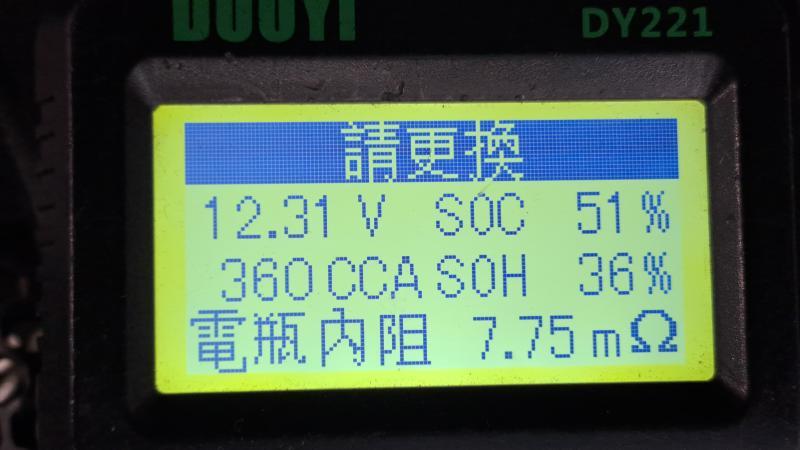 DUOYI DY221
請更換
12.31 V SOC 51 %
360 CCA SOH 36%
電瓶內阻 7.75 mΩ